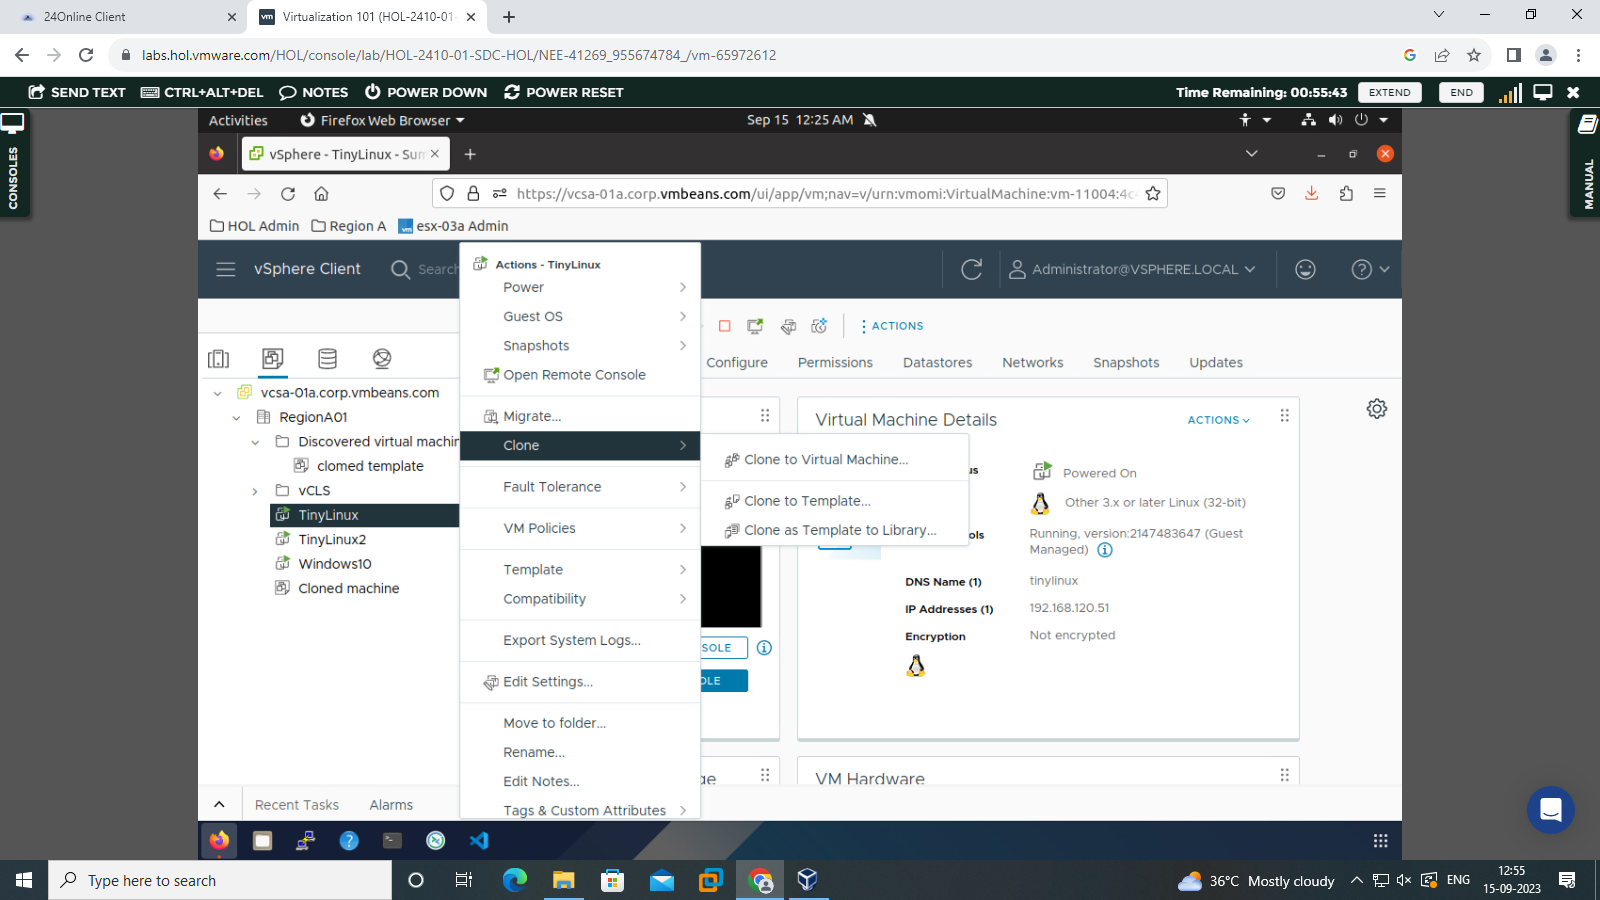 24Online Client
Virtualization 101 (HOL-2410-01-
labs.hol.vmware.com/HOL/console/lab/HOL-2410-01-SDC-HOL/NEE-41269_955674784_/vm-65972612
SEND TEXT CTRL+ALT+DEL NOTES POWER DOWN POWER RESET
Time Remaining: 00:55:43 EXTEND END
CONSOLES
MANUAL
Activities Firefox Web Browser Sep 15 12:25 AM
vSphere - TinyLinux - Sum
https://vcsa-01a.corp.vmbeans.com/ui/app/vm;nav=v/urn:vmomi:VirtualMachine:vm-11004:4c
HOL Admin Region A vm esx-03a Admin
vSphere Client Search Administrator@VSPHERE.LOCAL
Actions - TinyLinux
Power
Guest OS
Snapshots
Open Remote Console
Migrate...
Clone
Fault Tolerance
VM Policies
Template
Compatibility
Export System Logs...
Edit Settings...
Move to folder...
Rename...
Edit Notes...
Tags & Custom Attributes
Clone to Virtual Machine...
Clone to Template...
Clone as Template to Library...
ACTIONS
Configure Permissions Datastores Networks Snapshots Updates
vcsa-01a.corp.vmbeans.com
RegionA01
Discovered virtual machin
clomed template
vCLS
TinyLinux
TinyLinux2
Windows10
Cloned machine
Virtual Machine Details ACTIONS
us Powered On
Other 3.x or later Linux (32-bit)
ols Running, version:2147483647 (Guest
Managed)
DNS Name (1) tinylinux
IP Addresses (1) 192.168.120.51
Encryption Not encrypted
SOLE
OLE
ge
VM Hardware
Recent Tasks Alarms
Type here to search
36°C Mostly cloudy
ENG
12:55
15-09-2023